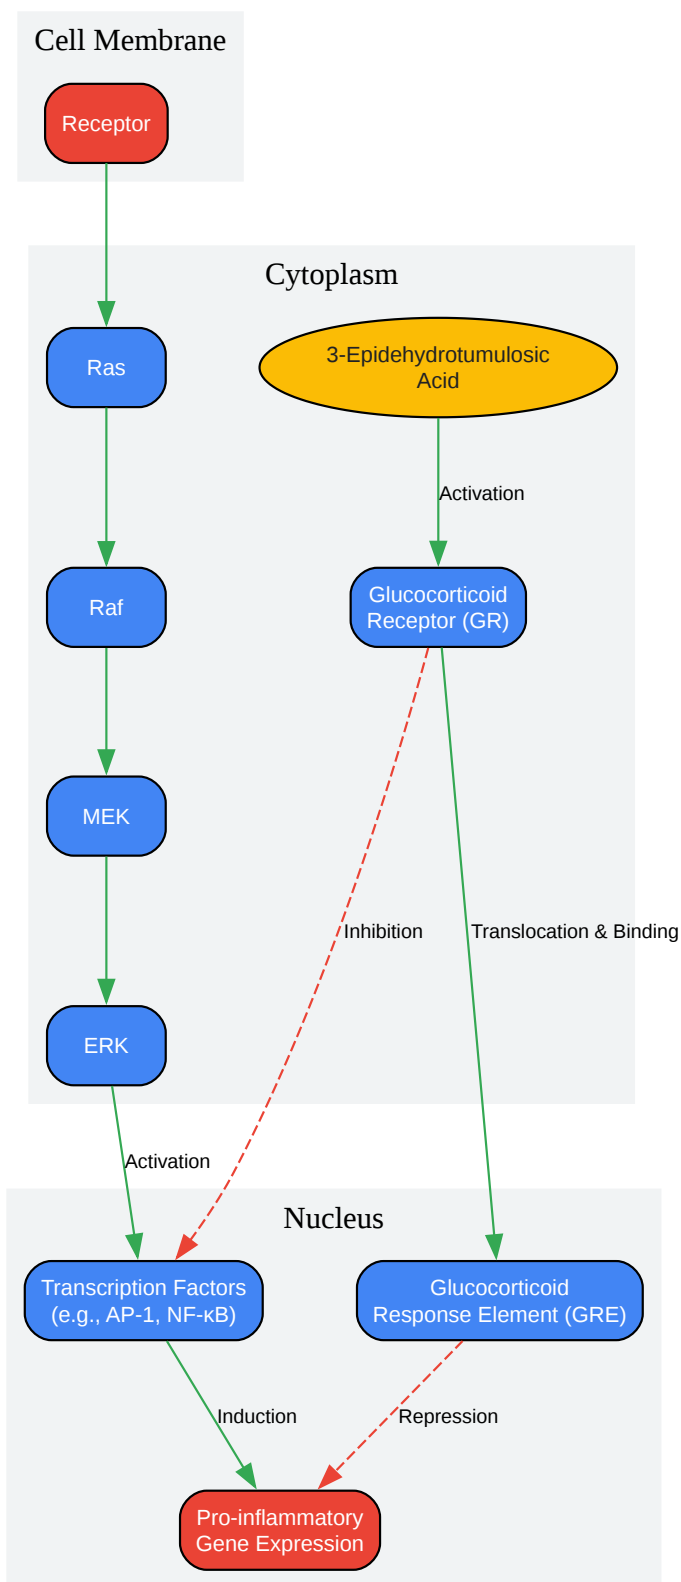 Cell Membrane
Receptor
Cytoplasm
Ras
3-Epidehydrotumulosic
Acid
Activation
Raf
Glucocorticoid
Receptor (GR)
MEK
Inhibition
Translocation & Binding
ERK
Activation
Nucleus
Transcription Factors
(e.g., AP-1, NF-κB)
Glucocorticoid
Response Element (GRE)
Induction
Repression
Pro-inflammatory
Gene Expression